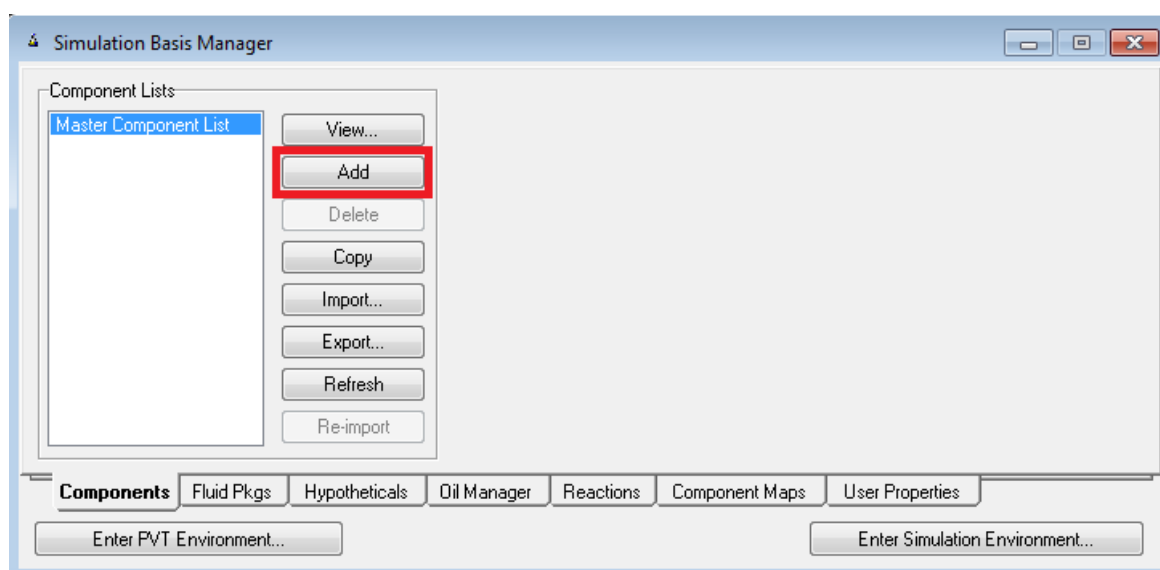 Simulation Basis Manager
Component Lists
Master Component List
View...
Add
Delete
Copy
Import...
Export...
Refresh
Re-import
Components Fluid Pkgs Hypotheticals Oil Manager Reactions Component Maps User Properties
Enter PVT Environment... Enter Simulation Environment...